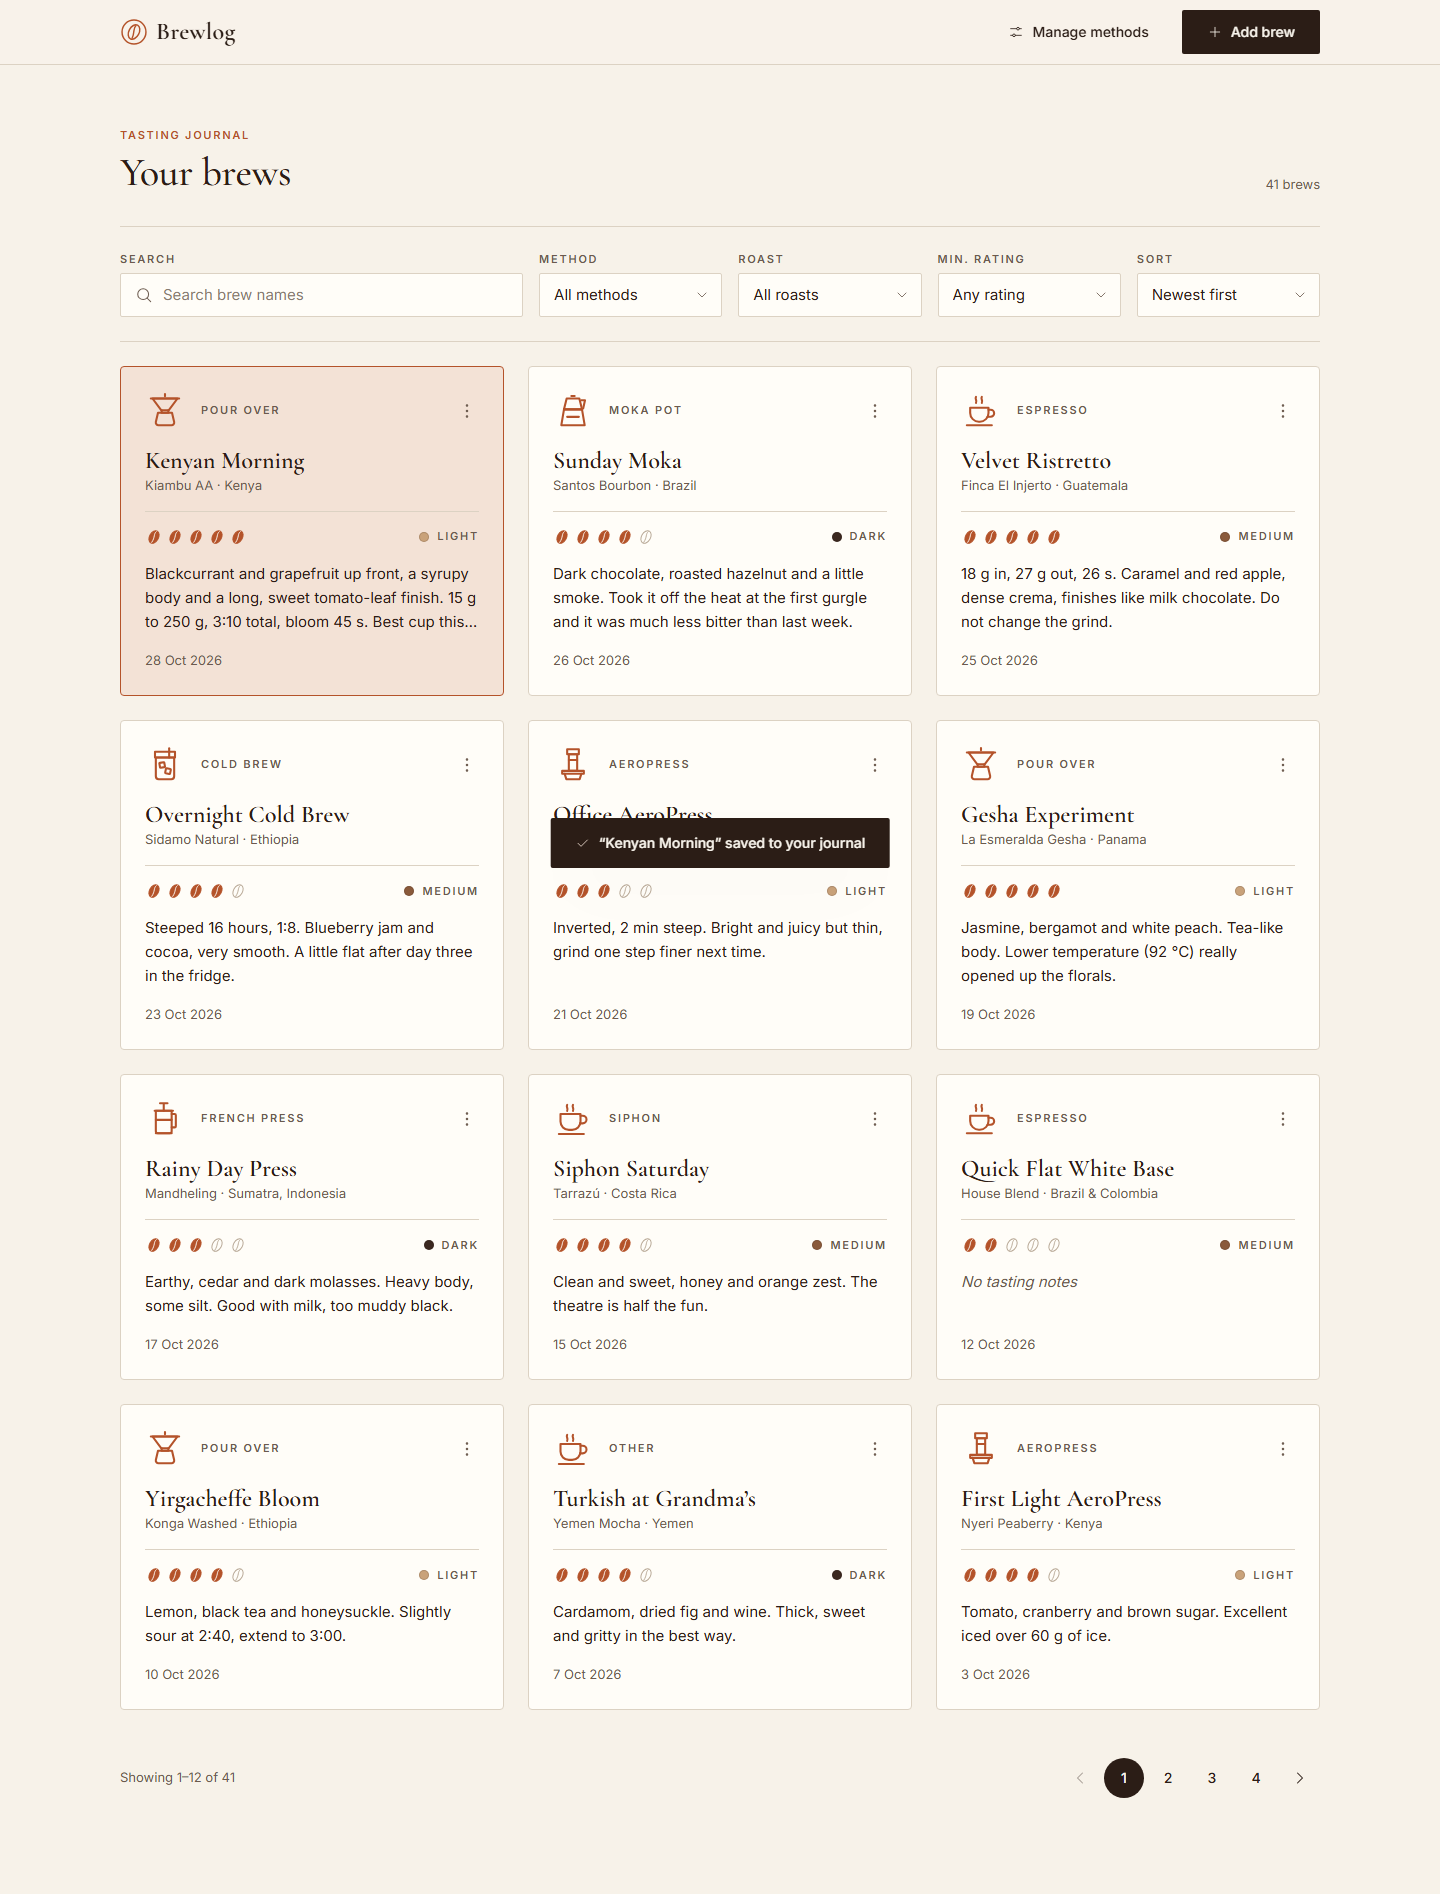 Brewlog
Manage methods
Add brew
TASTING JOURNAL
Your brews
41 brews
SEARCH
METHOD
ROAST
MIN. RATING
SORT
Search brew names
All methods
All roasts
Any rating
Newest first
POUR OVER
Kenyan Morning
Kiambu AA · Kenya
LIGHT
Blackcurrant and grapefruit up front, a syrupy
body and a long, sweet tomato-leaf finish. 15 g
to 250 g, 3:10 total, bloom 45 s. Best cup this…
28 Oct 2026
MOKA POT
Sunday Moka
Santos Bourbon · Brazil
DARK
Dark chocolate, roasted hazelnut and a little
smoke. Took it off the heat at the first gurgle
and it was much less bitter than last week.
26 Oct 2026
ESPRESSO
Velvet Ristretto
Finca El Injerto · Guatemala
MEDIUM
18 g in, 27 g out, 26 s. Caramel and red apple,
dense crema, finishes like milk chocolate. Do
not change the grind.
25 Oct 2026
COLD BREW
Overnight Cold Brew
Sidamo Natural · Ethiopia
MEDIUM
Steeped 16 hours, 1:8. Blueberry jam and
cocoa, very smooth. A little flat after day three
in the fridge.
23 Oct 2026
AEROPRESS
Office AeroPress
“Kenyan Morning” saved to your journal
LIGHT
Inverted, 2 min steep. Bright and juicy but thin,
grind one step finer next time.
21 Oct 2026
POUR OVER
Gesha Experiment
La Esmeralda Gesha · Panama
LIGHT
Jasmine, bergamot and white peach. Tea-like
body. Lower temperature (92 °C) really
opened up the florals.
19 Oct 2026
FRENCH PRESS
Rainy Day Press
Mandheling · Sumatra, Indonesia
DARK
Earthy, cedar and dark molasses. Heavy body,
some silt. Good with milk, too muddy black.
17 Oct 2026
SIPHON
Siphon Saturday
Tarrazú · Costa Rica
MEDIUM
Clean and sweet, honey and orange zest. The
theatre is half the fun.
15 Oct 2026
ESPRESSO
Quick Flat White Base
House Blend · Brazil & Colombia
MEDIUM
No tasting notes
12 Oct 2026
POUR OVER
Yirgacheffe Bloom
Konga Washed · Ethiopia
LIGHT
Lemon, black tea and honeysuckle. Slightly
sour at 2:40, extend to 3:00.
10 Oct 2026
OTHER
Turkish at Grandma’s
Yemen Mocha · Yemen
DARK
Cardamom, dried fig and wine. Thick, sweet
and gritty in the best way.
7 Oct 2026
AEROPRESS
First Light AeroPress
Nyeri Peaberry · Kenya
LIGHT
Tomato, cranberry and brown sugar. Excellent
iced over 60 g of ice.
3 Oct 2026
Showing 1–12 of 41
1
2
3
4